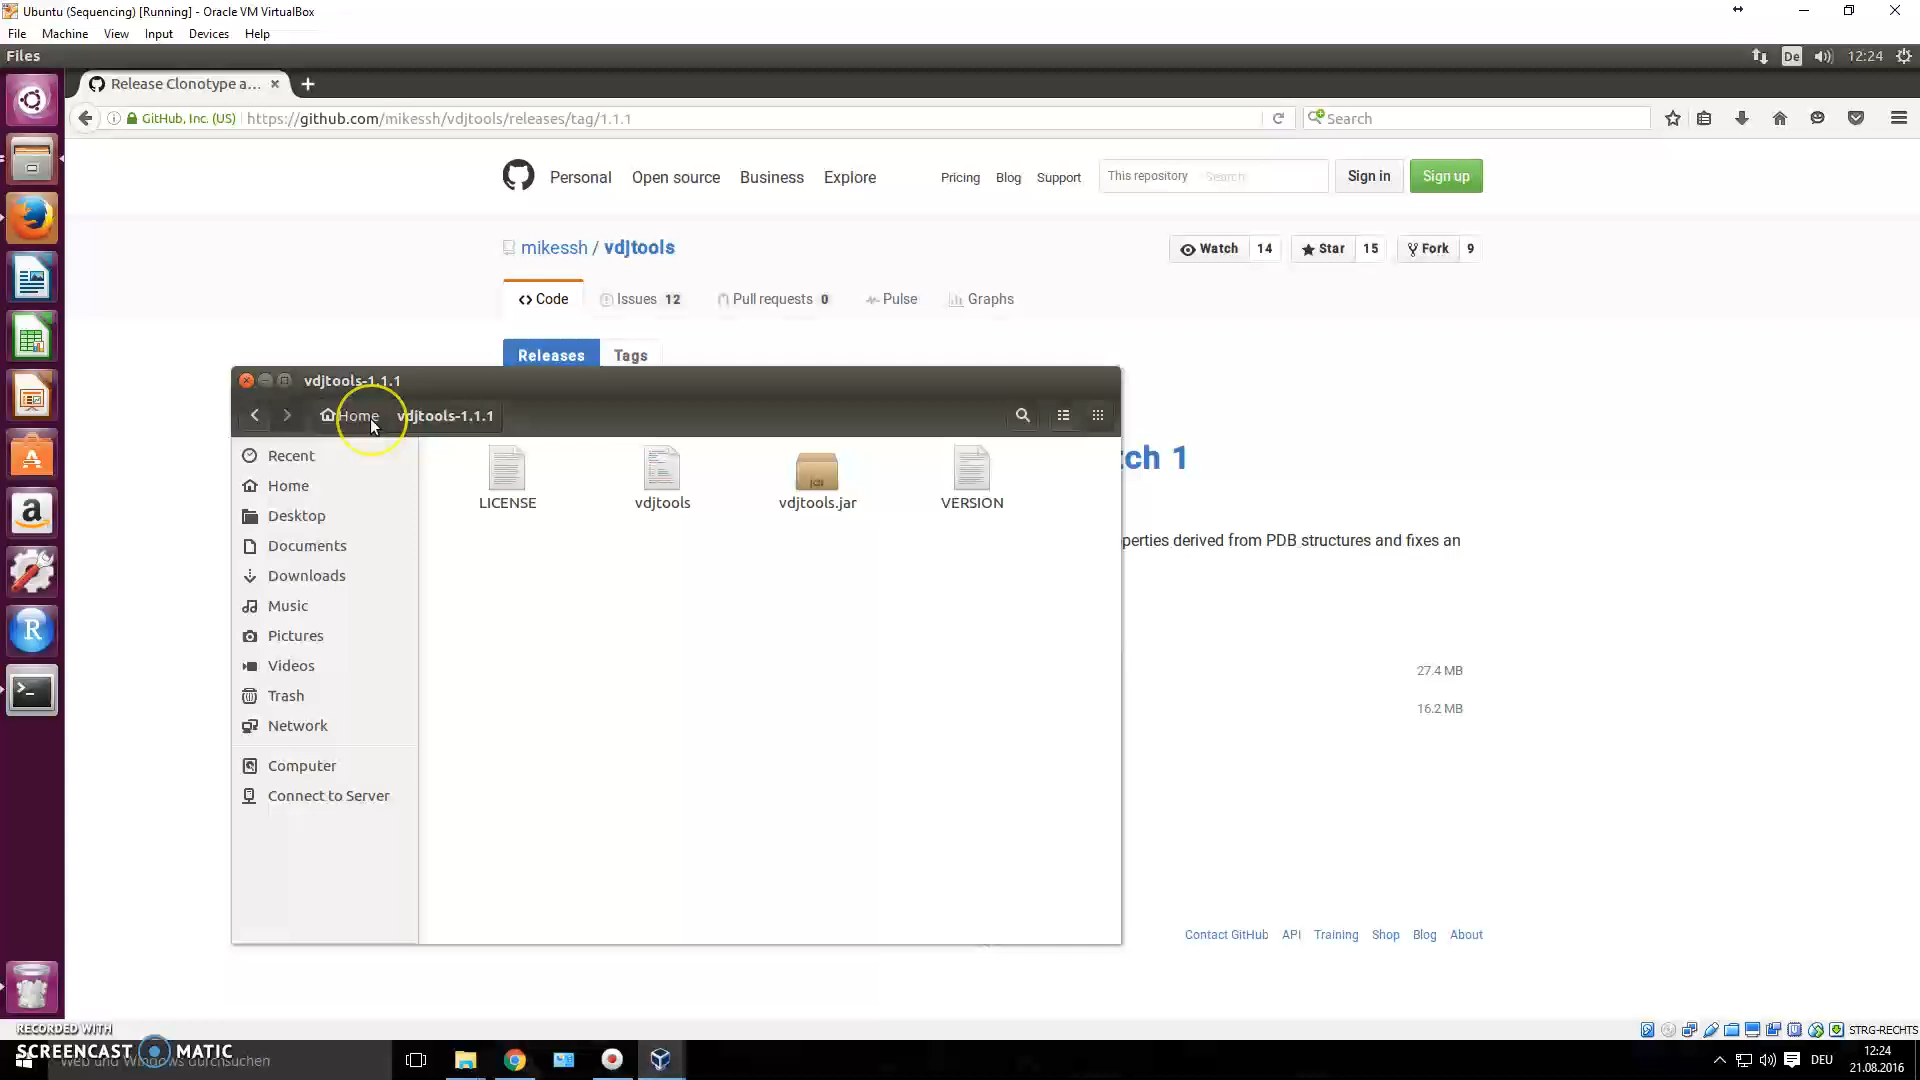 Ubuntu (Sequencing) [Running] - Oracle VM VirtualBox
File Machine View Input Devices Help
Files
De 12:24
Release Clonotype a...
GitHub, Inc. (US) https://github.com/mikessh/vdjtools/releases/tag/1.1.1
Search
Personal Open source Business Explore
Pricing Blog Support
This repository Search
Sign in Sign up
mikessh / vdjtools
Watch 14 Star 15 Fork 9
Code Issues 12 Pull requests 0 Pulse Graphs
Releases Tags
vdjtools-1.1.1
Home vdjtools-1.1.1
Recent
Home
Desktop
Documents
Downloads
Music
Pictures
Videos
Trash
Network
Computer
Connect to Server
LICENSE vdjtools vdjtools.jar VERSION
jar
tch 1
perties derived from PDB structures and fixes an
27.4 MB
16.2 MB
Contact GitHub API Training Shop Blog About
STRG-RECHTS
RECORDED WITH
SCREENCAST MATIC
Web und Windows durchsuchen
DEU
12:24
21.08.2016